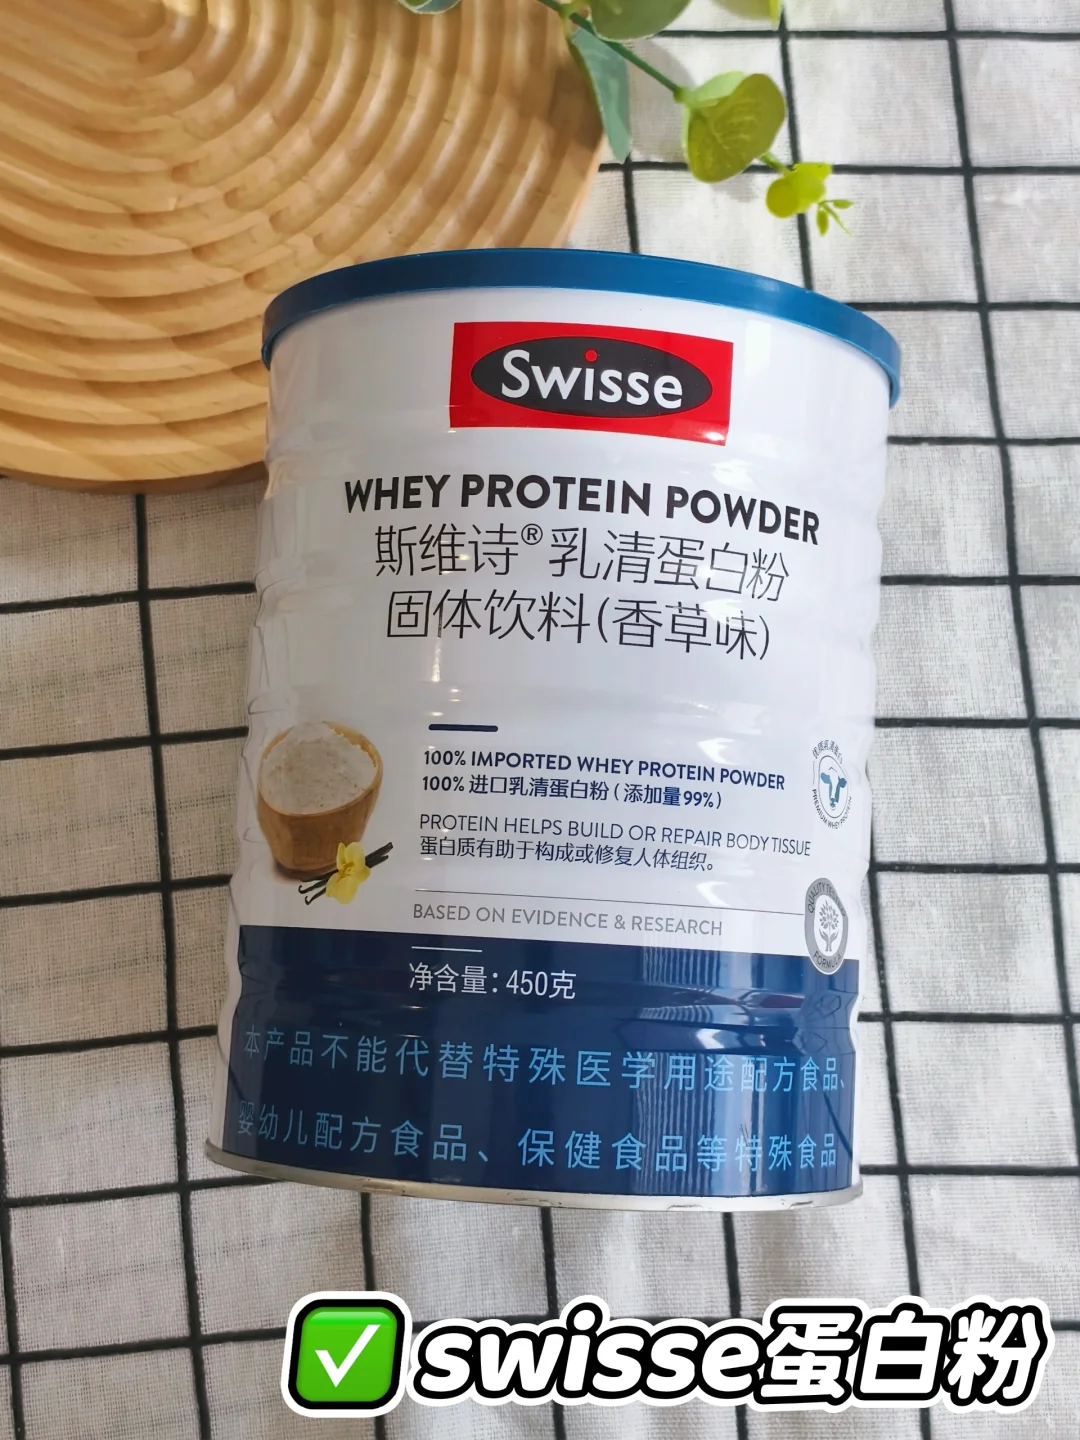 Swisse
WHEY PROTEIN POWDER
斯维诗®乳清蛋白粉
固体饮料(香草味)
100% IMPORTED WHEY PROTEIN POWDER
100% 进口乳清蛋白粉(添加量99%)
PROTEIN HELPS BUILD OR REPAIR BODY TISSUE
蛋白质有助于构成或修复人体组织。
PREMIUM WHEY PROTEIN
BASED ON EVIDENCE & RESEARCH
FORMULA
净含量:450克
本产品不能代替特殊医学用途配方食品、
婴幼儿配方食品、保健食品等特殊食品
✅swisse蛋白粉